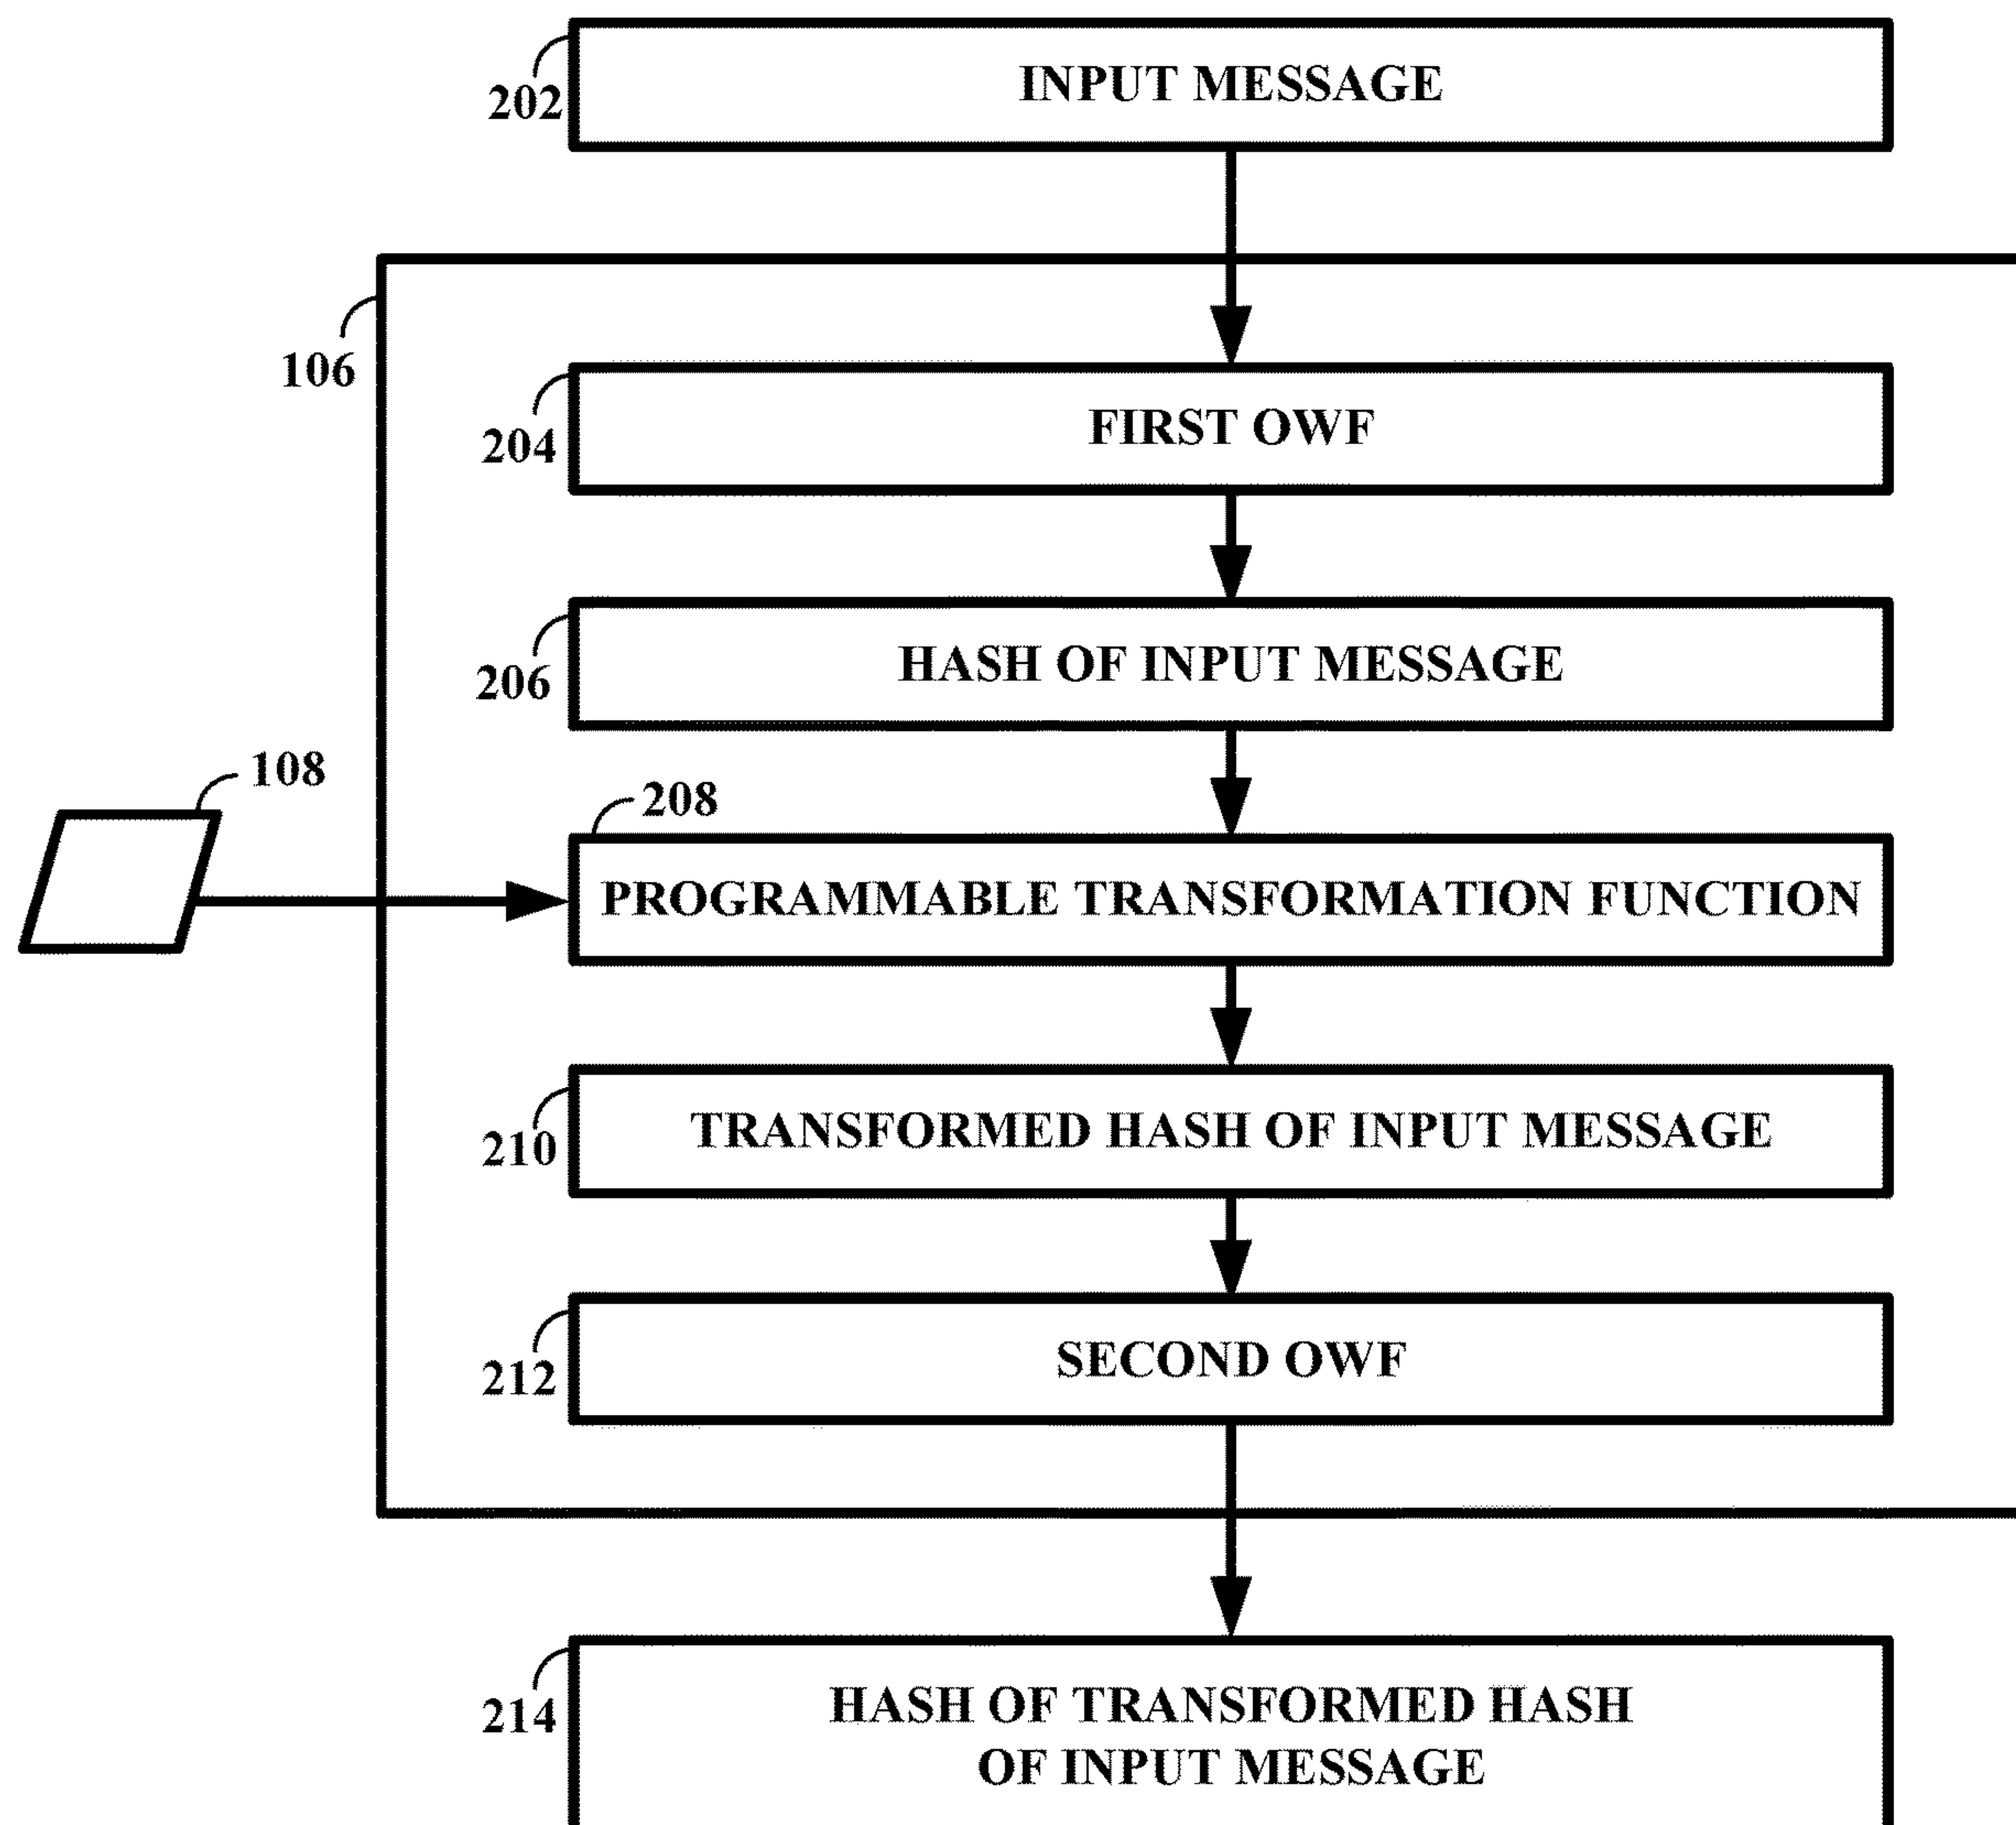 INPUT MESSAGE
202
106
FIRST OWF
204
HASH OF INPUT MESSAGE
206
108
208
PROGRAMMABLE TRANSFORMATION FUNCTION
TRANSFORMED HASH OF INPUT MESSAGE
210
SECOND OWF
212
HASH OF TRANSFORMED HASH
214
OF INPUT MESSAGE